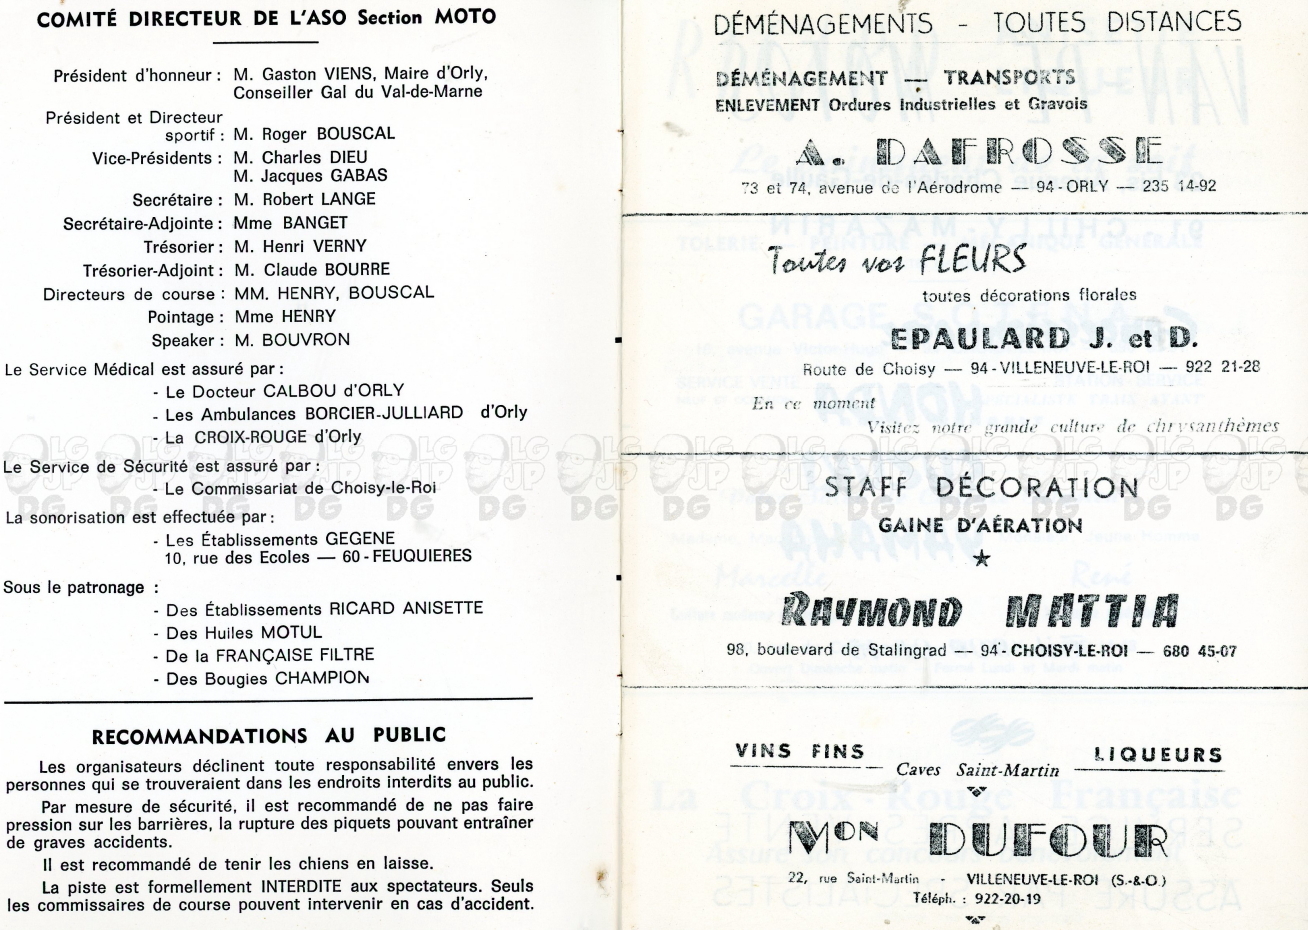 COMITÉ DIRECTEUR DE L'ASO Section MOTO
Président d'honneur : M. Gaston VIENS, Maire d'Orly,
Conseiller Gal du Val-de-Marne
Président et Directeur
sportif : M. Roger BOUSCAL
Vice-Présidents : M. Charles DIEU
M. Jacques GABAS
Secrétaire : M. Robert LANGE
Secrétaire-Adjointe : Mme BANGET
Trésorier : M. Henri VERNY
Trésorier-Adjoint : M. Claude BOURRE
Directeurs de course : MM. HENRY, BOUSCAL
Pointage : Mme HENRY
Speaker : M. BOUVRON
Le Service Médical est assuré par :
- Le Docteur CALBOU d'ORLY
- Les Ambulances BORCIER-JULLIARD d'Orly
- La CROIX-ROUGE d'Orly
Le Service de Sécurité est assuré par :
- Le Commissariat de Choisy-le-Roi
La sonorisation est effectuée par :
- Les Établissements GEGENE
10, rue des Ecoles — 60 - FEUQUIERES
Sous le patronage :
- Des Établissements RICARD ANISETTE
- Des Huiles MOTUL
- De la FRANÇAISE FILTRE
- Des Bougies CHAMPION
RECOMMANDATIONS AU PUBLIC
Les organisateurs déclinent toute responsabilité envers les
personnes qui se trouveraient dans les endroits interdits au public.
Par mesure de sécurité, il est recommandé de ne pas faire
pression sur les barrières, la rupture des piquets pouvant entraîner
de graves accidents.
Il est recommandé de tenir les chiens en laisse.
La piste est formellement INTERDITE aux spectateurs. Seuls
les commissaires de course pouvent intervenir en cas d'accident.
DÉMÉNAGEMENTS - TOUTES DISTANCES
DÉMÉNAGEMENT — TRANSPORTS
ENLEVEMENT Ordures Industrielles et Gravois
A. DAFROSSE
73 et 74, avenue de l'Aérodrome — 94 - ORLY — 235 14-92
Toutes vos FLEURS
toutes décorations florales
EPAULARD J. et D.
Route de Choisy — 94 - VILLENEUVE-LE-ROI — 922 21-28
En ce moment
Visitez notre grande culture de chrysanthèmes
STAFF DÉCORATION
GAINE D'AÉRATION
RAYMOND MATTIA
98, boulevard de Stalingrad — 94 - CHOISY-LE-ROI — 680 45-07
VINS FINS LIQUEURS
Caves Saint-Martin
Mon DUFOUR
22, rue Saint-Martin - VILLENEUVE-LE-ROI (S.-&-O.)
Téléph. : 922-20-19
LG JP DG